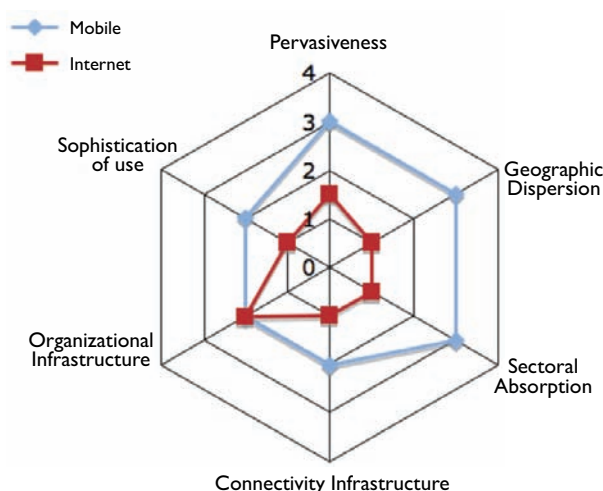 Mobile
Internet
Pervasiveness
4
3
2
1
0
Sophistication
of use
Geographic
Dispersion
Organizational
Infrastructure
Sectoral
Absorption
Connectivity Infrastructure